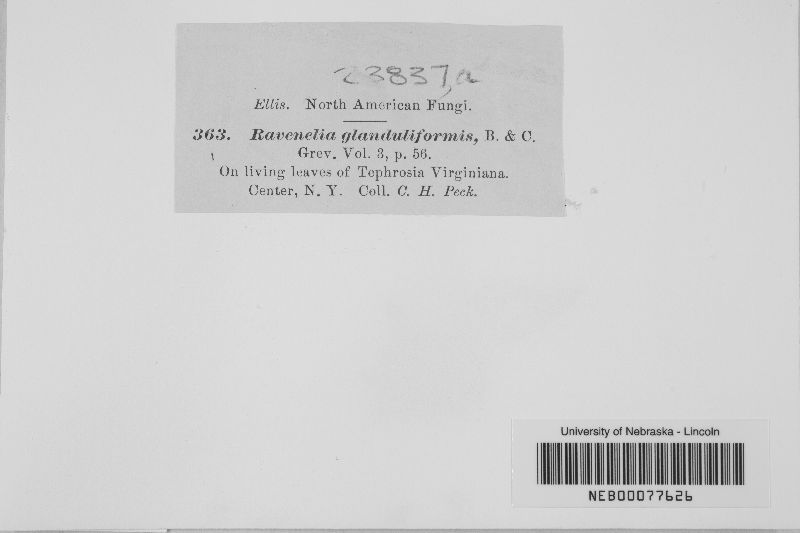 23837,a
Ellis. North American Fungi.
363. Ravenelia glanduliformis, B. & C.
Grev. Vol. 3, p. 56.
On living leaves of Tephrosia Virginiana.
Center, N. Y. Coll. C. H. Peck.
University of Nebraska - Lincoln
NEB00077626